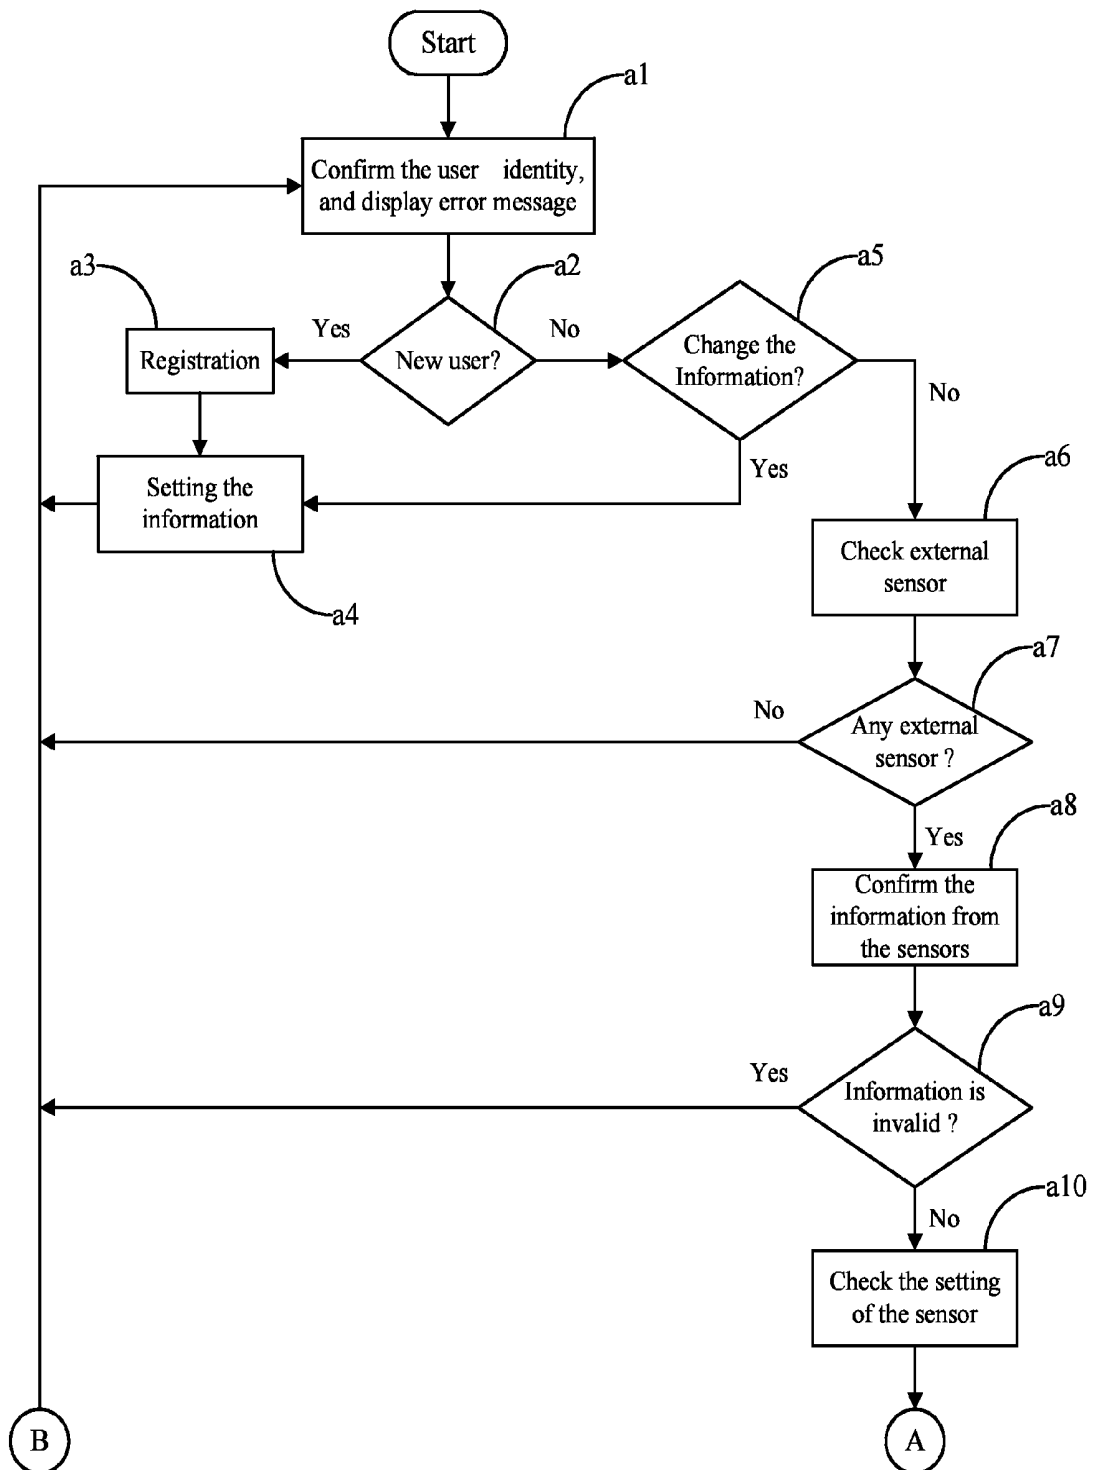 Start
a1
Confirm the user identity,
and display error message
a3
a2
a5
Yes
No
Registration
New user?
Change the
Information?
No
Yes
a6
Setting the
information
Check external
sensor
a4
a7
No
Any external
sensor ?
a8
Yes
Confirm the
information from
the sensors
a9
Yes
Information is
invalid ?
a10
No
Check the setting
of the sensor
B
A